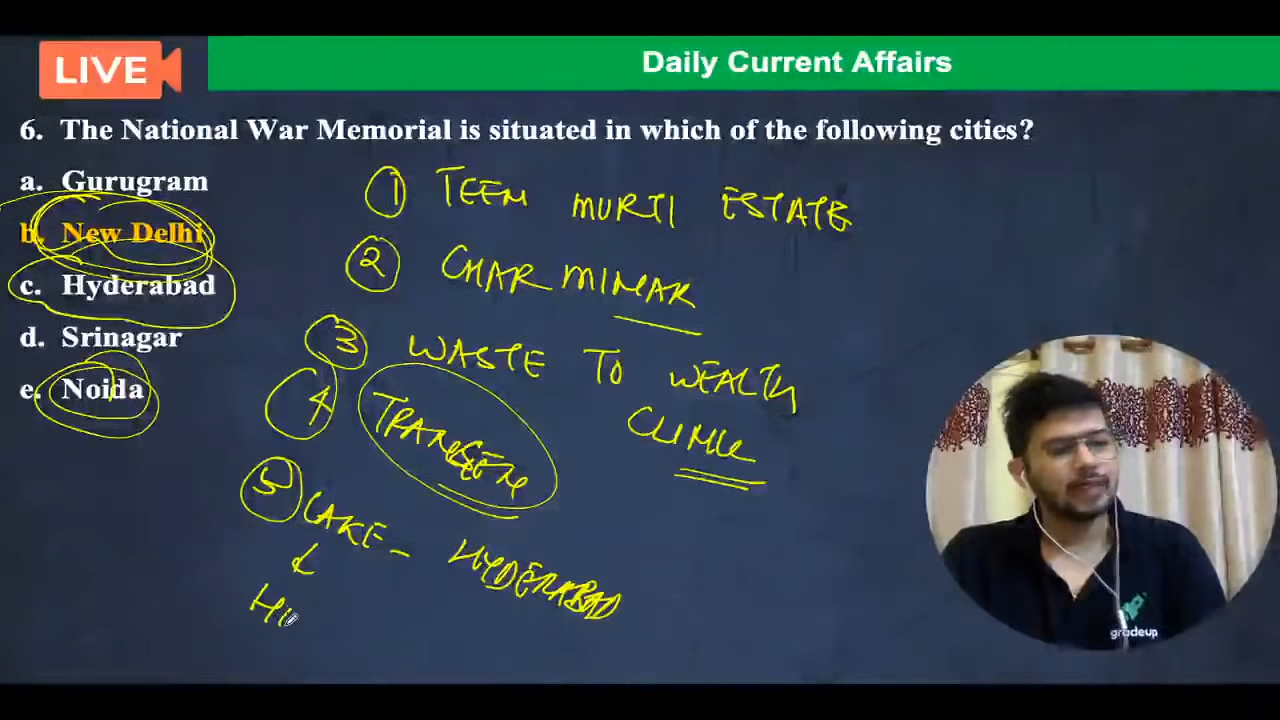 LIVE
Daily Current Affairs
6. The National War Memorial is situated in which of the following cities?
a. Gurugram
b. New Delhi
c. Hyderabad
d. Srinagar
e. Noida
1 TEEN MURTI ESTATE
2 CHAR MINAR
3 WASTE TO WEALTH
CLINIC
4
5 LAKE - HYDERABAD
&
HI
gradeup